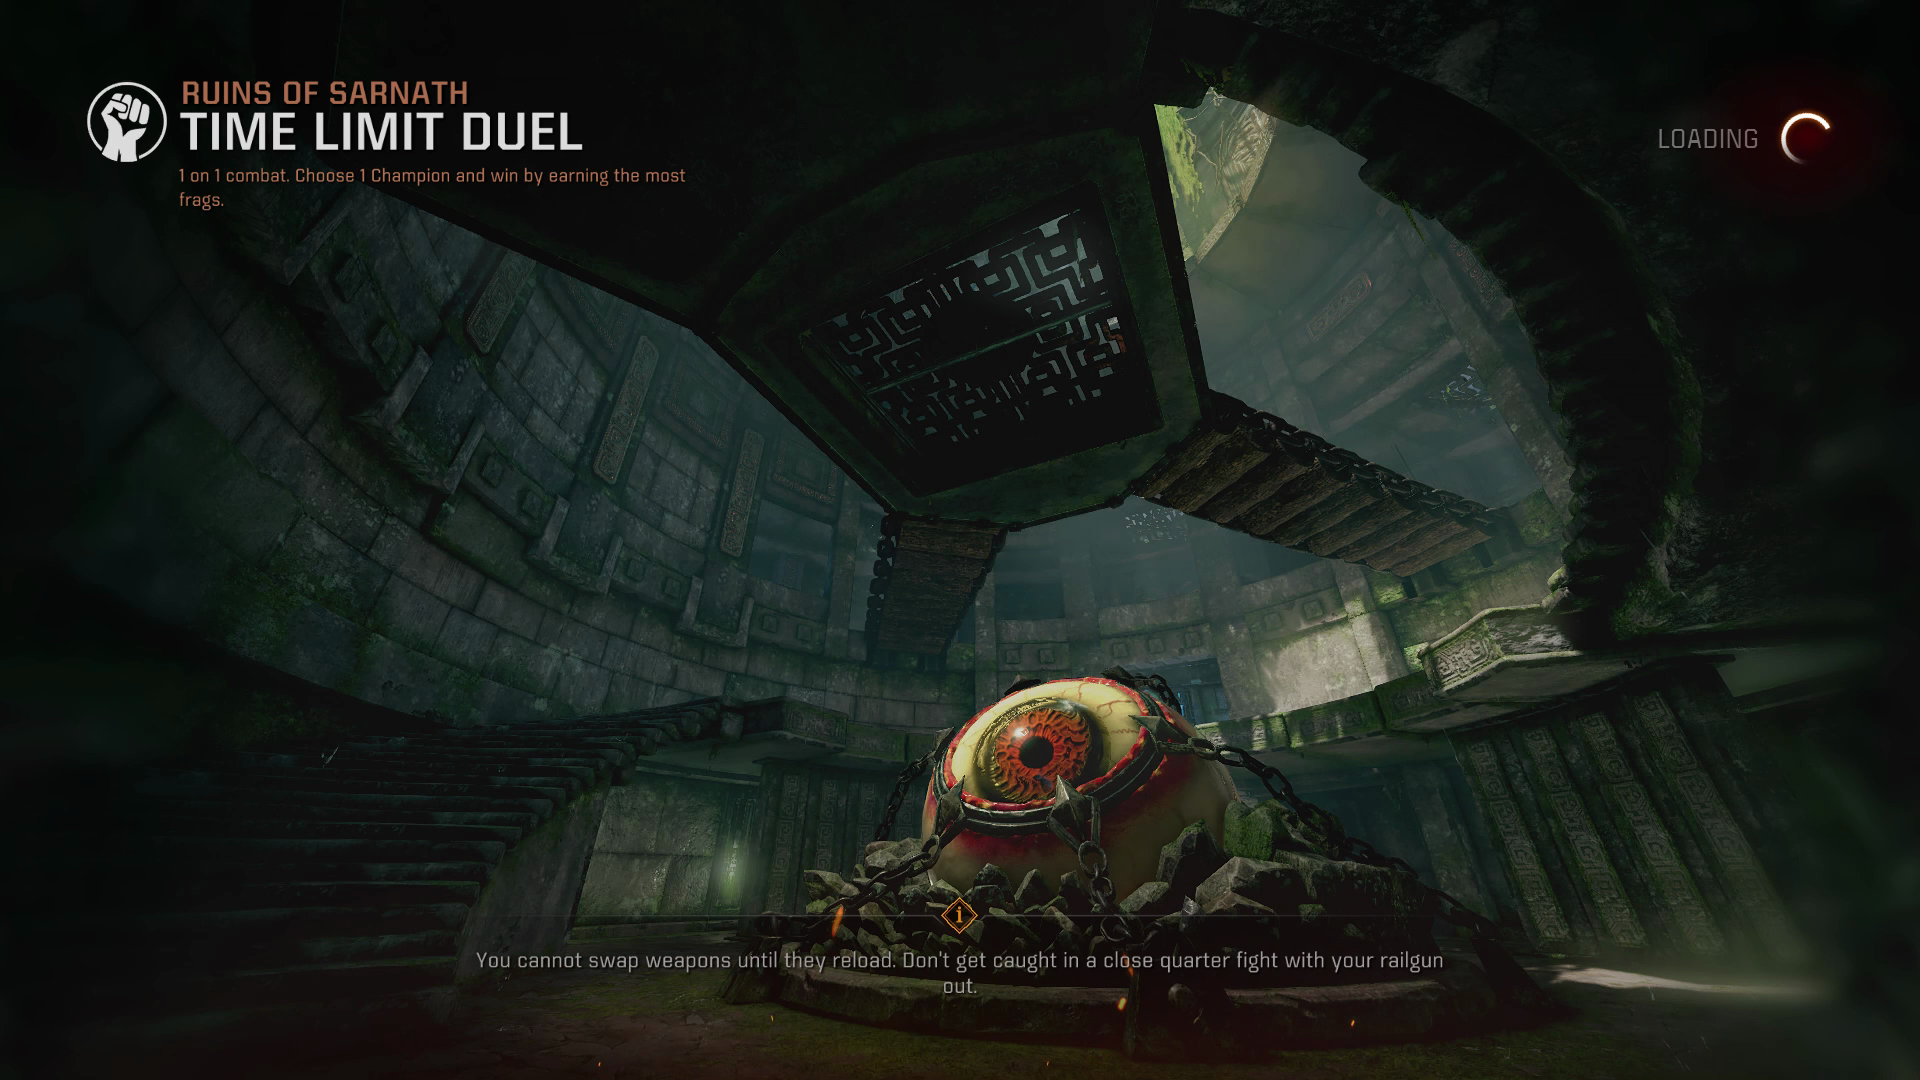 RUINS OF SARNATH
TIME LIMIT DUEL
1 on 1 combat. Choose 1 Champion and win by earning the most
frags.
LOADING
i
You cannot swap weapons until they reload. Don't get caught in a close quarter fight with your railgun
out.